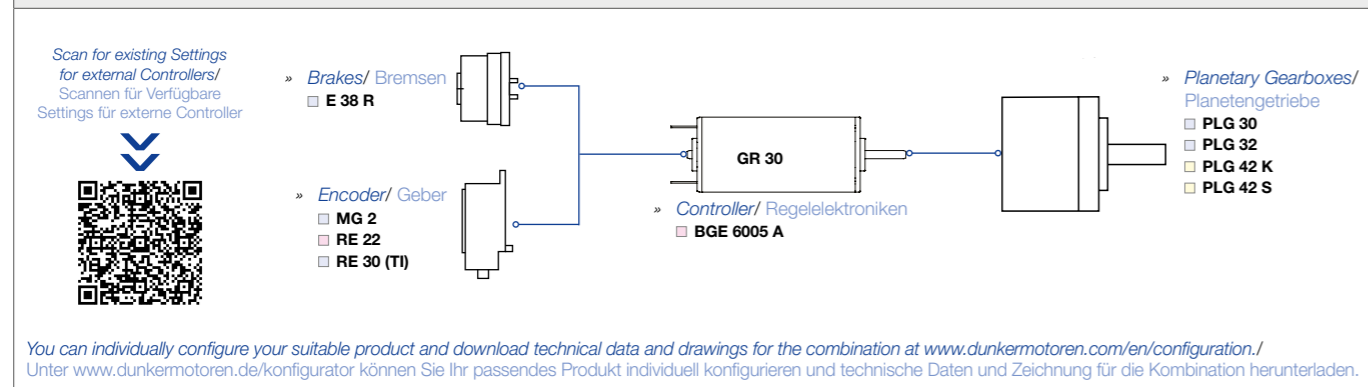 Scan for existing Settings
for external Controllers/
Scannen für Verfügbare
Settings für externe Controller
» Brakes/ Bremsen
E 38 R
» Encoder/ Geber
MG 2
RE 22
RE 30 (TI)
GR 30
» Controller/ Regelelektroniken
BGE 6005 A
» Planetary Gearboxes/
Planetengetriebe
PLG 30
PLG 32
PLG 42 K
PLG 42 S
You can individually configure your suitable product and download technical data and drawings for the combination at www.dunkermotoren.com/en/configuration./
Unter www.dunkermotoren.de/konfigurator können Sie Ihr passendes Produkt individuell konfigurieren und technische Daten und Zeichnung für die Kombination herunterladen.